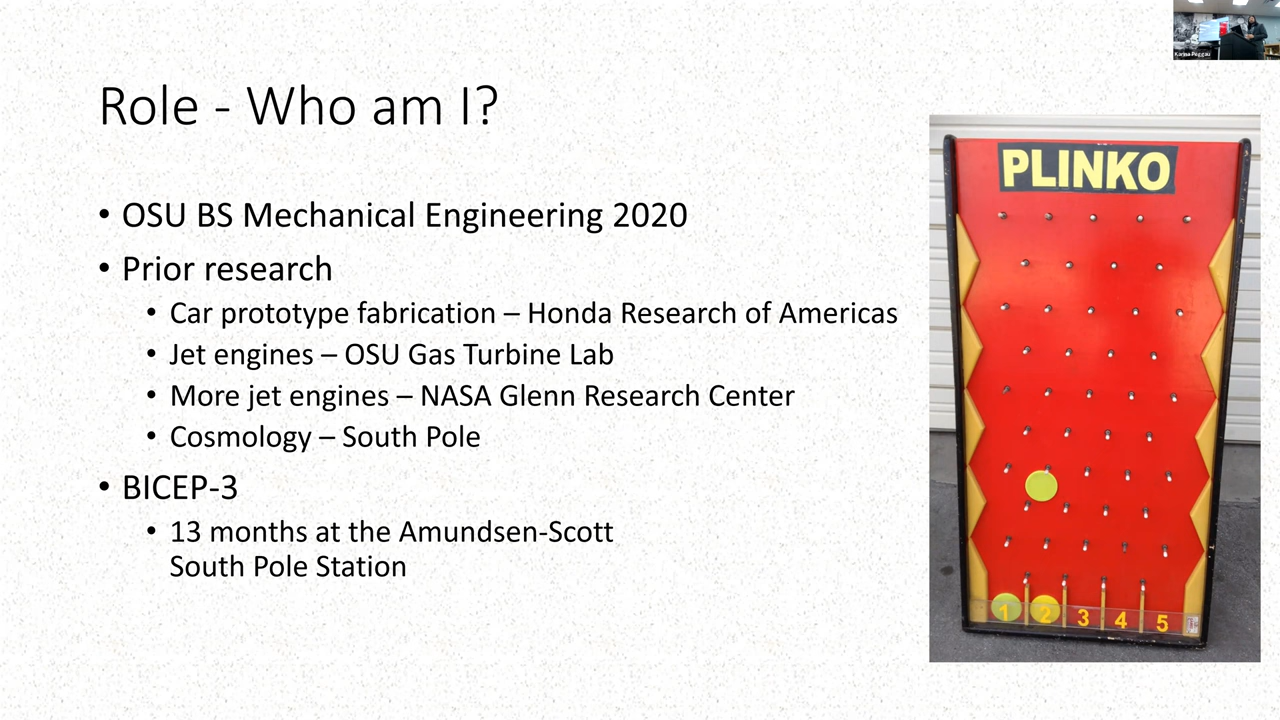 Role - Who am I?
• OSU BS Mechanical Engineering 2020
• Prior research
• Car prototype fabrication – Honda Research of Americas
• Jet engines – OSU Gas Turbine Lab
• More jet engines – NASA Glenn Research Center
• Cosmology – South Pole
• BICEP-3
• 13 months at the Amundsen-Scott
South Pole Station
PLINKO
1 2 3 4 5